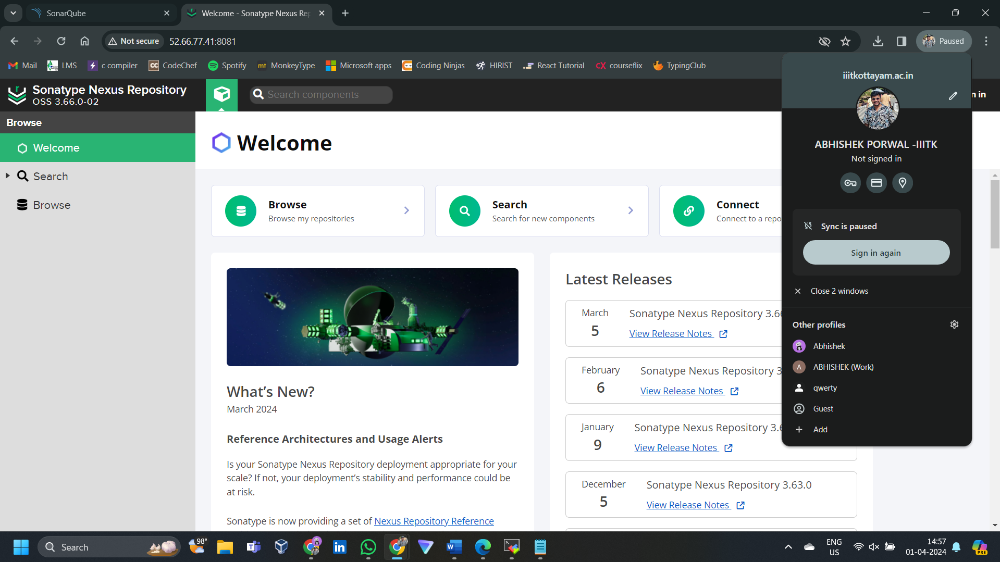 SonarQube
Welcome - Sonatype Nexus Rep
Not secure
52.66.77.41:8081
Paused
Mail
LMS
c compiler
CodeChef
Spotify
MonkeyType
Microsoft apps
Coding Ninjas
HIRIST
React Tutorial
courseflix
TypingClub
Sonatype Nexus Repository
OSS 3.66.0-02
Search components
n in
Browse
Welcome
Search
Browse
Welcome
Browse
Browse my repositories
Search
Search for new components
Connect
Connect to a repo
What’s New?
March 2024
Reference Architectures and Usage Alerts
Is your Sonatype Nexus Repository deployment appropriate for your
scale? If not, your deployment’s stability and performance could be
at risk.
Sonatype is now providing a set of Nexus Repository Reference
Latest Releases
March
5
Sonatype Nexus Repository 3.66
View Release Notes
February
6
Sonatype Nexus Repository 3
View Release Notes
January
9
Sonatype Nexus Repository 3.6
View Release Notes
December
5
Sonatype Nexus Repository 3.63.0
View Release Notes
iiitkottayam.ac.in
ABHISHEK PORWAL -IIITK
Not signed in
Sync is paused
Sign in again
Close 2 windows
Other profiles
Abhishek
A
ABHISHEK (Work)
qwerty
Guest
Add
Search
98°
ENG
US
14:57
01-04-2024
PRE